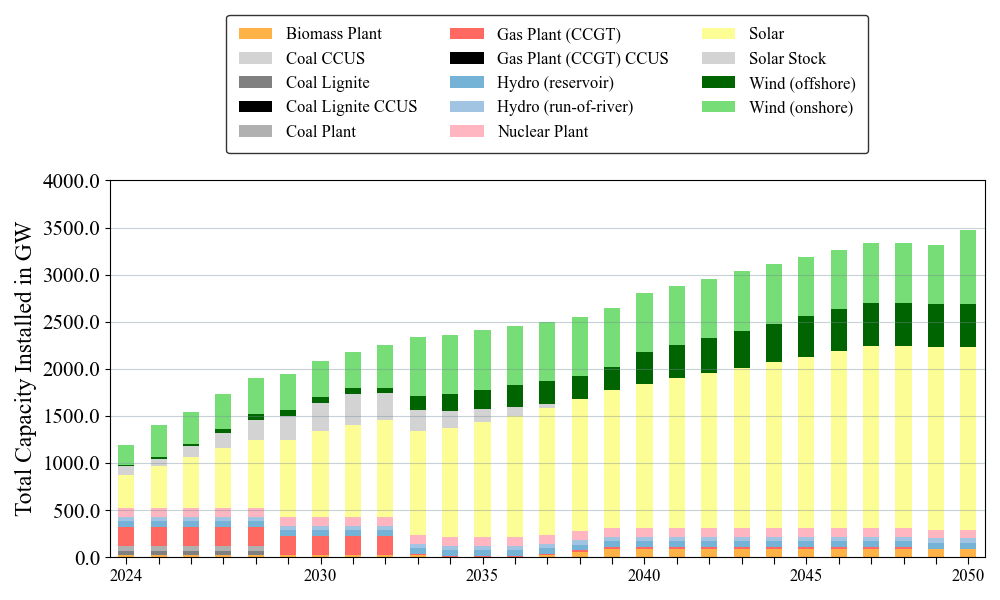 Biomass Plant
Coal CCUS
Coal Lignite
Coal Lignite CCUS
Coal Plant
Gas Plant (CCGT)
Gas Plant (CCGT) CCUS
Hydro (reservoir)
Hydro (run-of-river)
Nuclear Plant
Solar
Solar Stock
Wind (offshore)
Wind (onshore)
Total Capacity Installed in GW
4000.0
3500.0
3000.0
2500.0
2000.0
1500.0
1000.0
500.0
0.0
2024 2030 2035 2040 2045 2050